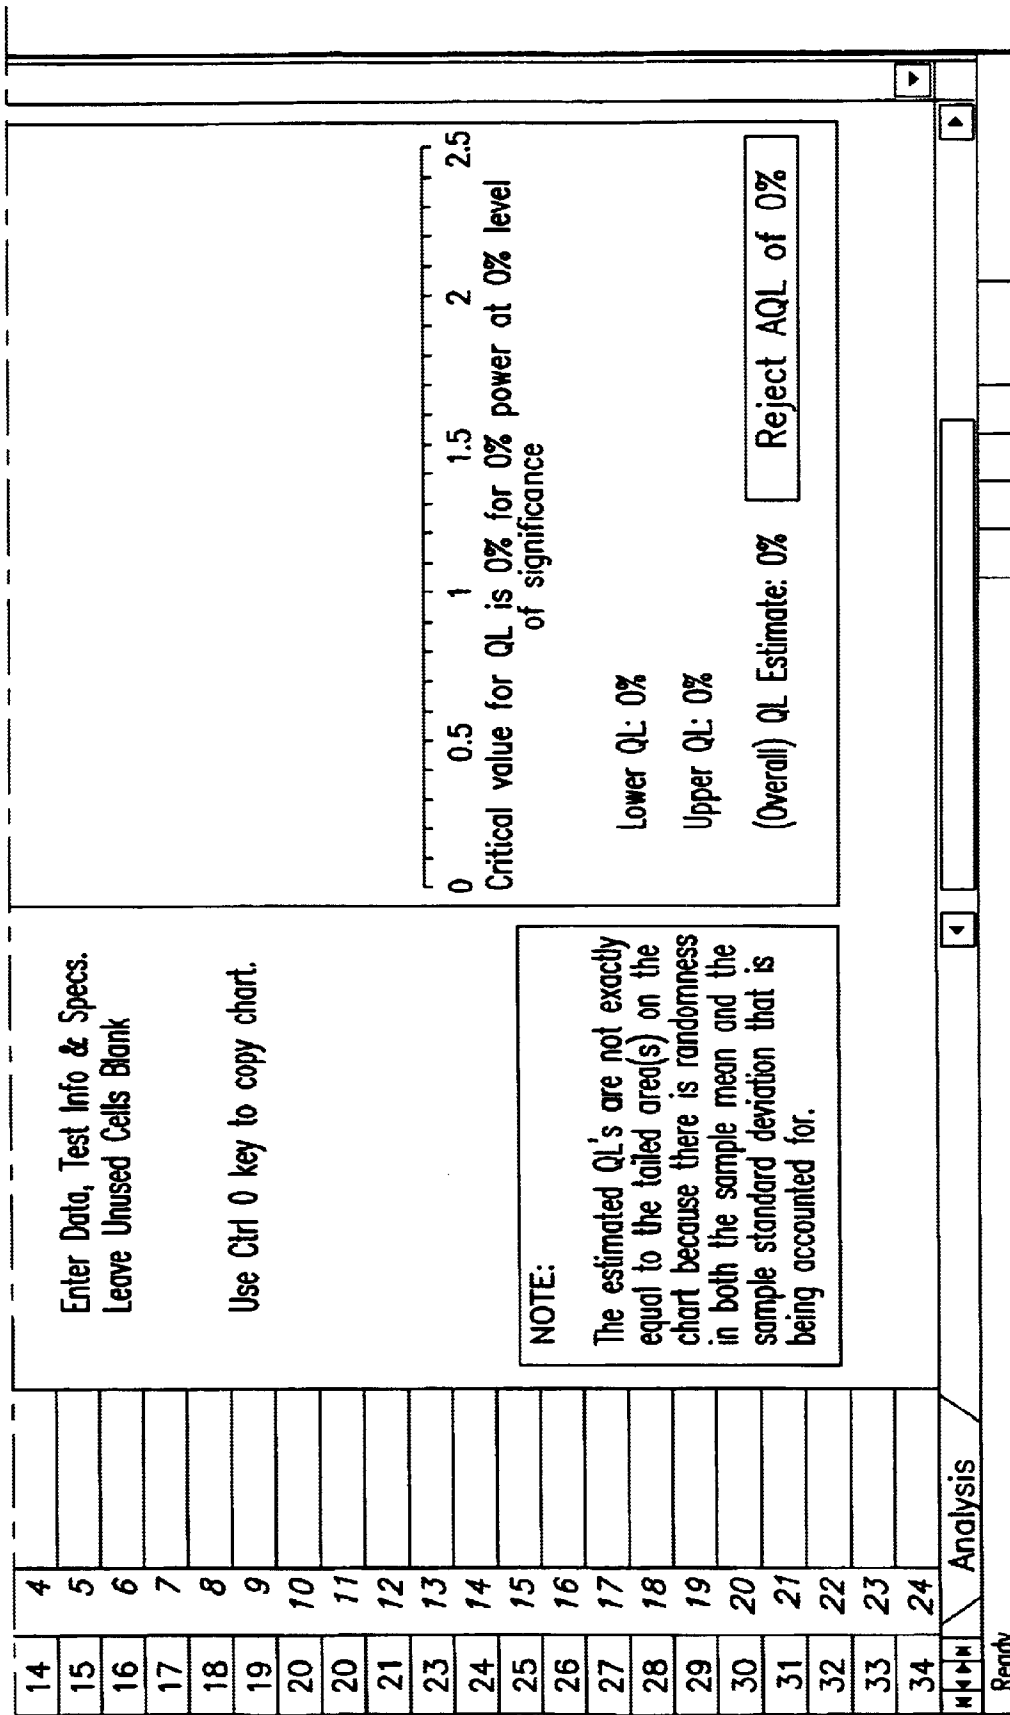 14 4
15 5
16 6
17 7
18 8
19 9
20 10
20 11
21 12
23 13
24 14
25 15
26 16
27 17
28 18
29 19
30 20
31 21
32 22
33 23
34 24
Enter Data, Test Info & Specs.
Leave Unused Cells Blank
Use Ctrl 0 key to copy chart.
NOTE:
The estimated QL's are not exactly
equal to the tailed area(s) on the
chart because there is randomness
in both the sample mean and the
sample standard deviation that is
being accounted for.
0 0.5 1 1.5 2 2.5
Critical value for QL is 0% for 0% power at 0% level
of significance
Lower QL: 0%
Upper QL: 0%
(Overall) QL Estimate: 0%
Reject AQL of 0%
Analysis
Ready